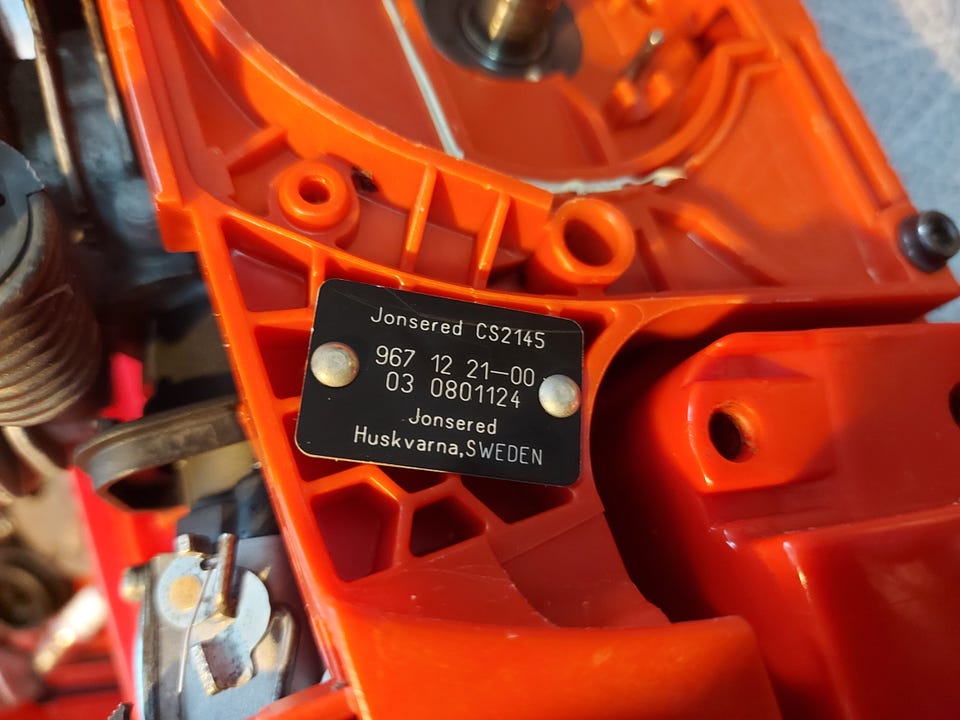 Jonsered CS2145
967 12 21-00
03 0801124
Jonsered
Huskvarna,SWEDEN